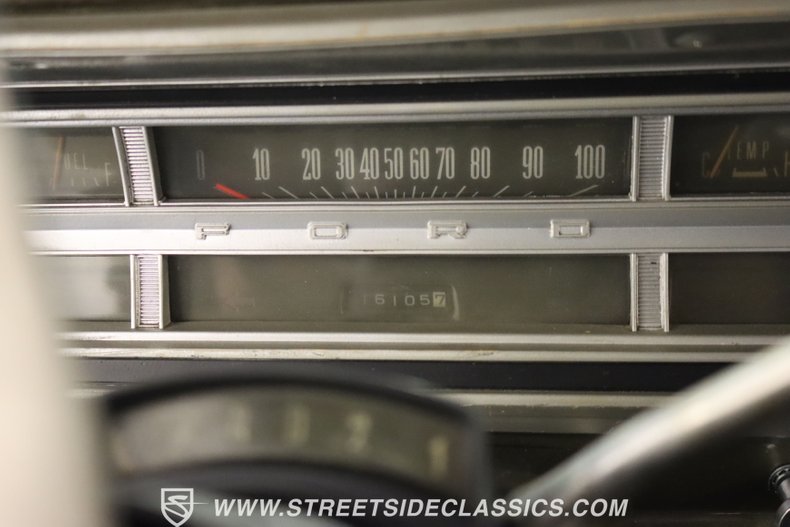 FUEL F 0 10 20 30 40 50 60 70 80 90 100 C TEMP
FORD
161057
WWW.STREETSIDECLASSICS.COM